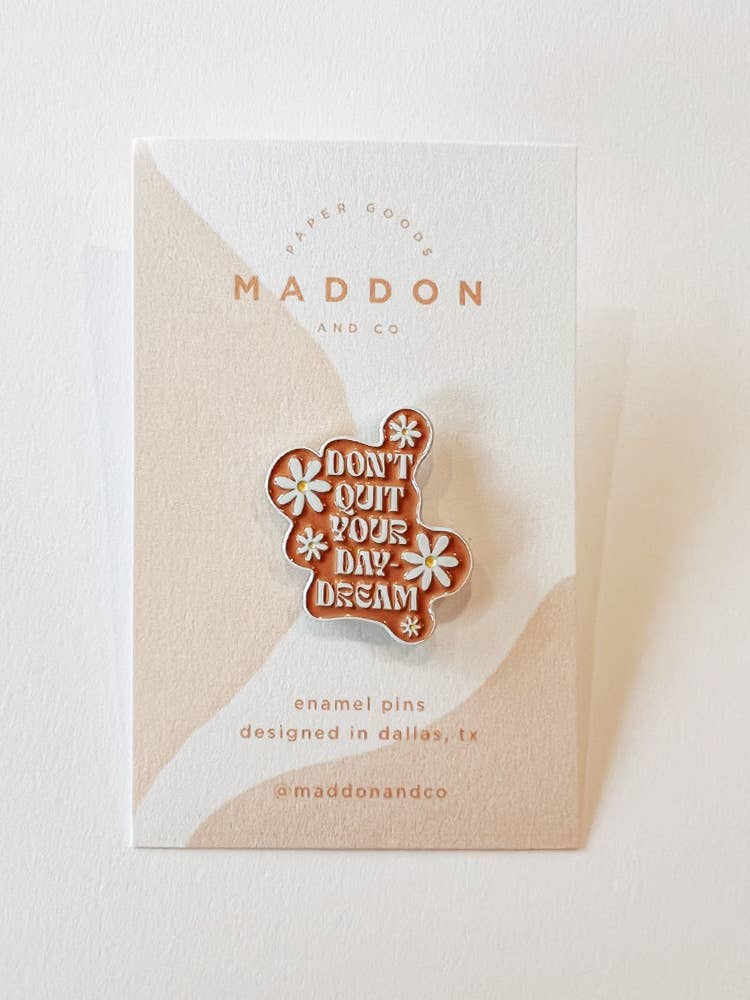 PAPER GOODS
MADDON
AND CO
DON'T
QUIT
YOUR
DAY-
DREAM
enamel pins
designed in dallas, tx
@maddonandco